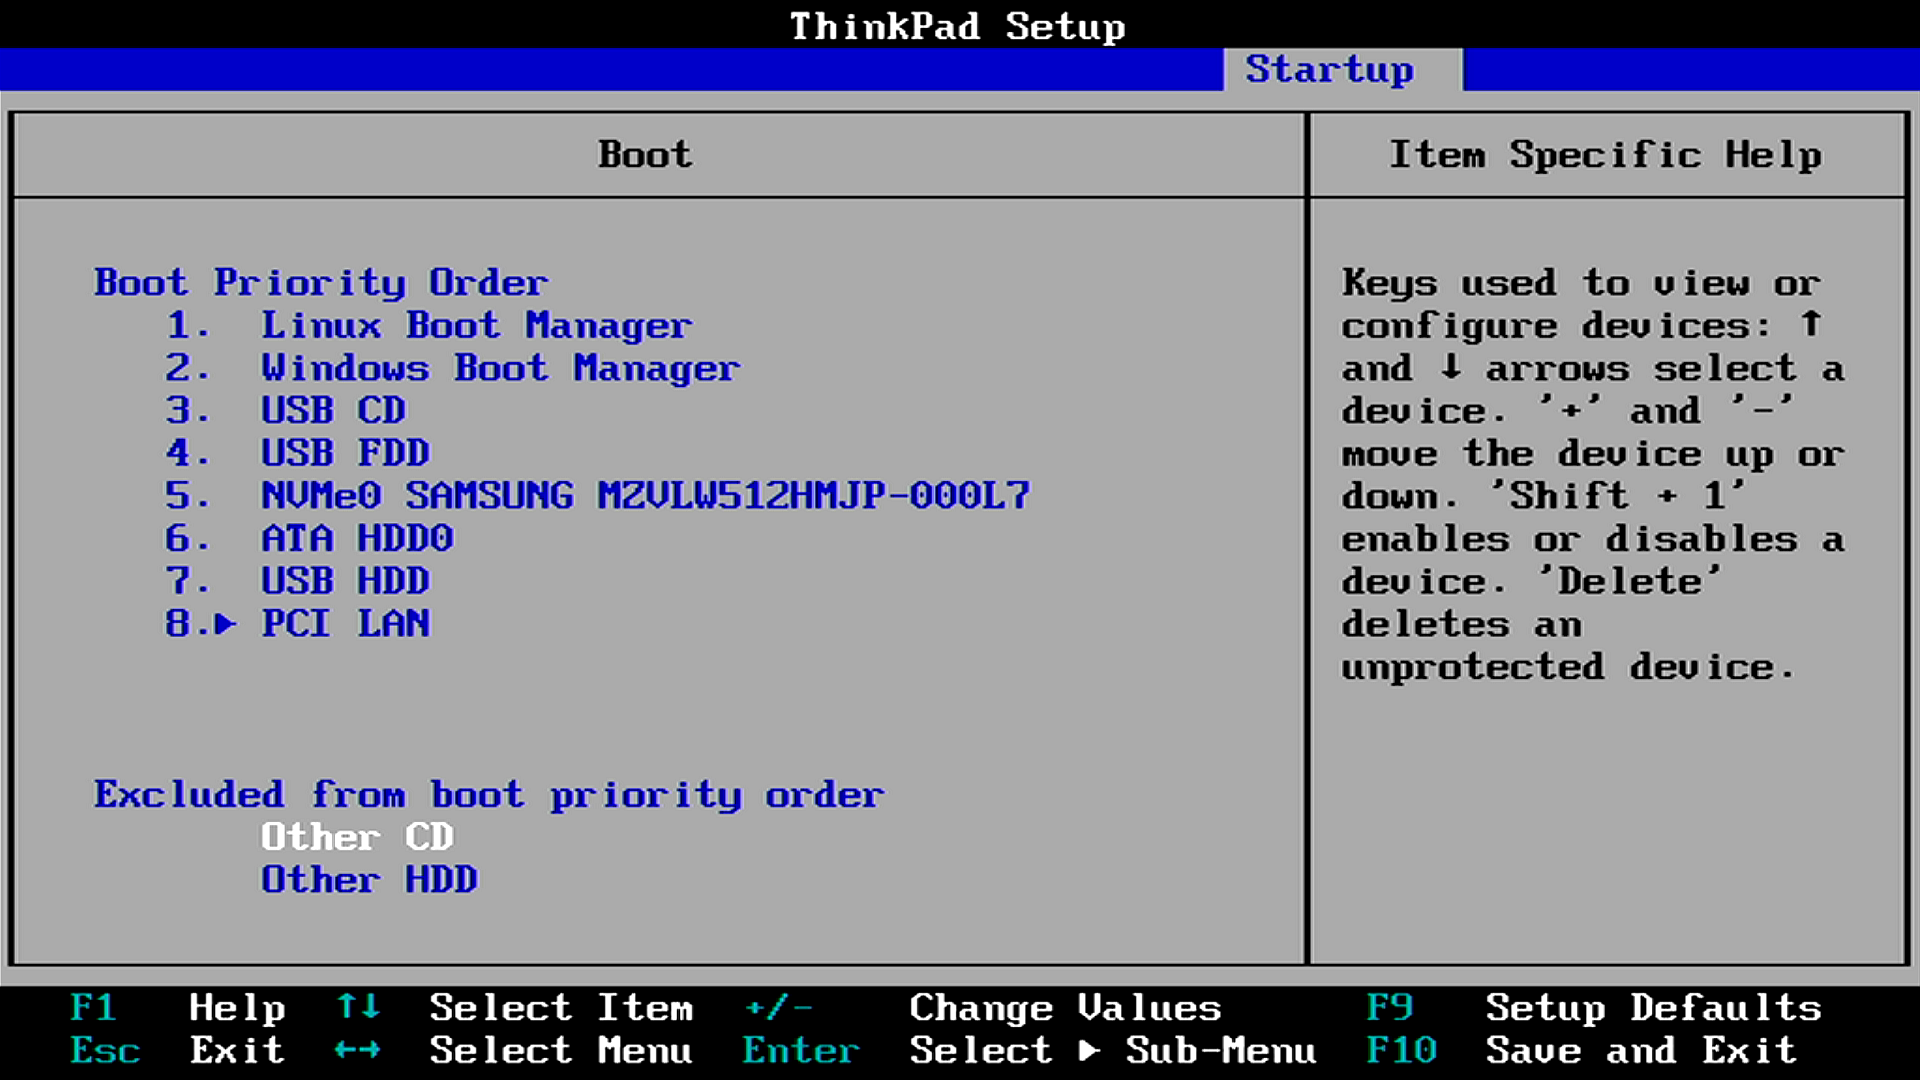 ThinkPad Setup
Startup
Boot
Item Specific Help
Boot Priority Order
1. Linux Boot Manager
2. Windows Boot Manager
3. USB CD
4. USB FDD
5. NVMe0 SAMSUNG MZVLW512HMJP-000L7
6. ATA HDD0
7. USB HDD
8.▶ PCI LAN
Excluded from boot priority order
Other CD
Other HDD
Keys used to view or
configure devices: ↑
and ↓ arrows select a
device. '+' and '-'
move the device up or
down. 'Shift + 1'
enables or disables a
device. 'Delete'
deletes an
unprotected device.
F1 Help ↑↓ Select Item +/- Change Values F9 Setup Defaults
Esc Exit ←→ Select Menu Enter Select ▶ Sub-Menu F10 Save and Exit